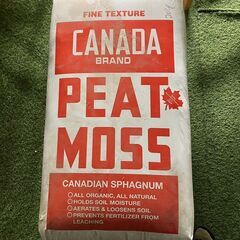 FINE TEXTURE
CANADA
BRAND
PEAT
MOSS
CANADIAN SPHAGNUM
ALL ORGANIC, ALL NATURAL
HOLDS SOIL MOISTURE
AERATES & LOOSENS SOIL
PREVENTS FERTILIZER FROM
LEACHING